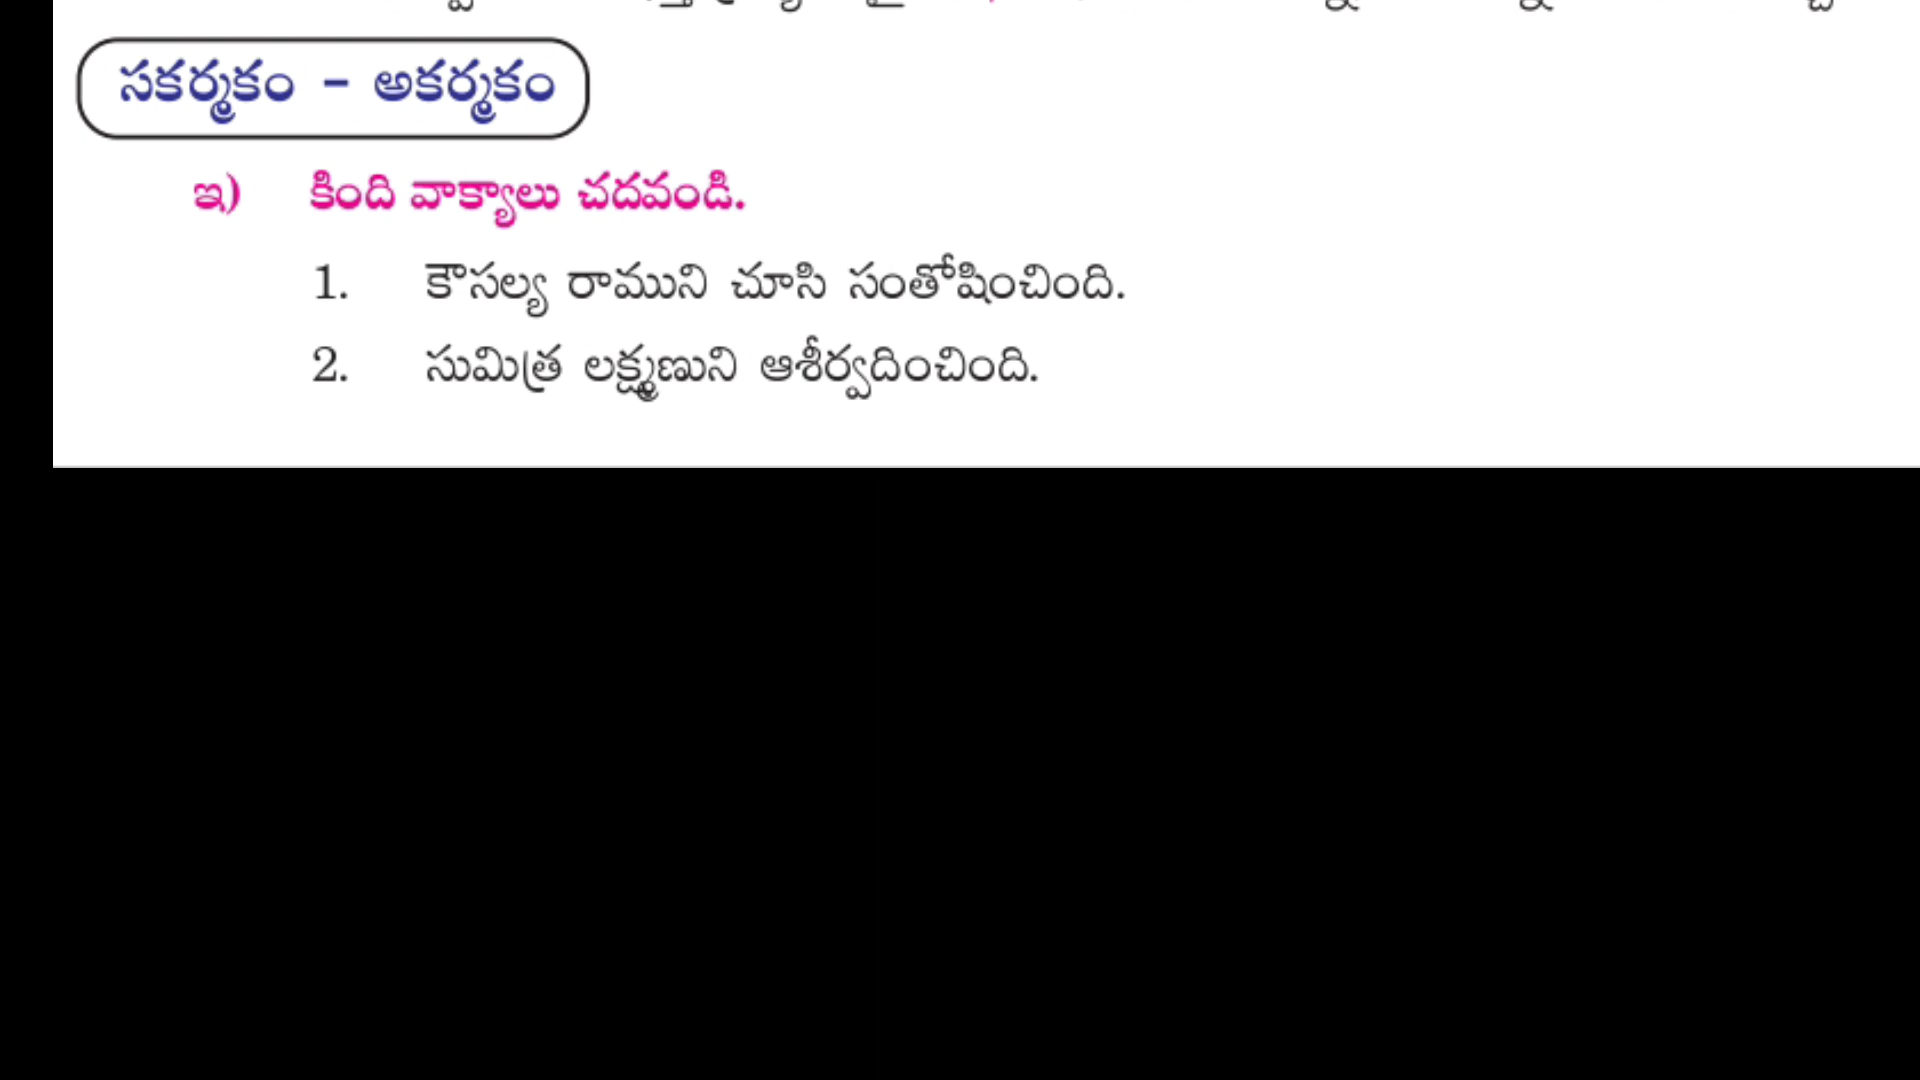 సకర్మకం - అకర్మకం
ఇ) కింది వాక్యాలు చదవండి.
1. కౌసల్య రాముని చూసి సంతోషించింది.
2. సుమిత్ర లక్ష్మణుని ఆశీర్వదించింది.